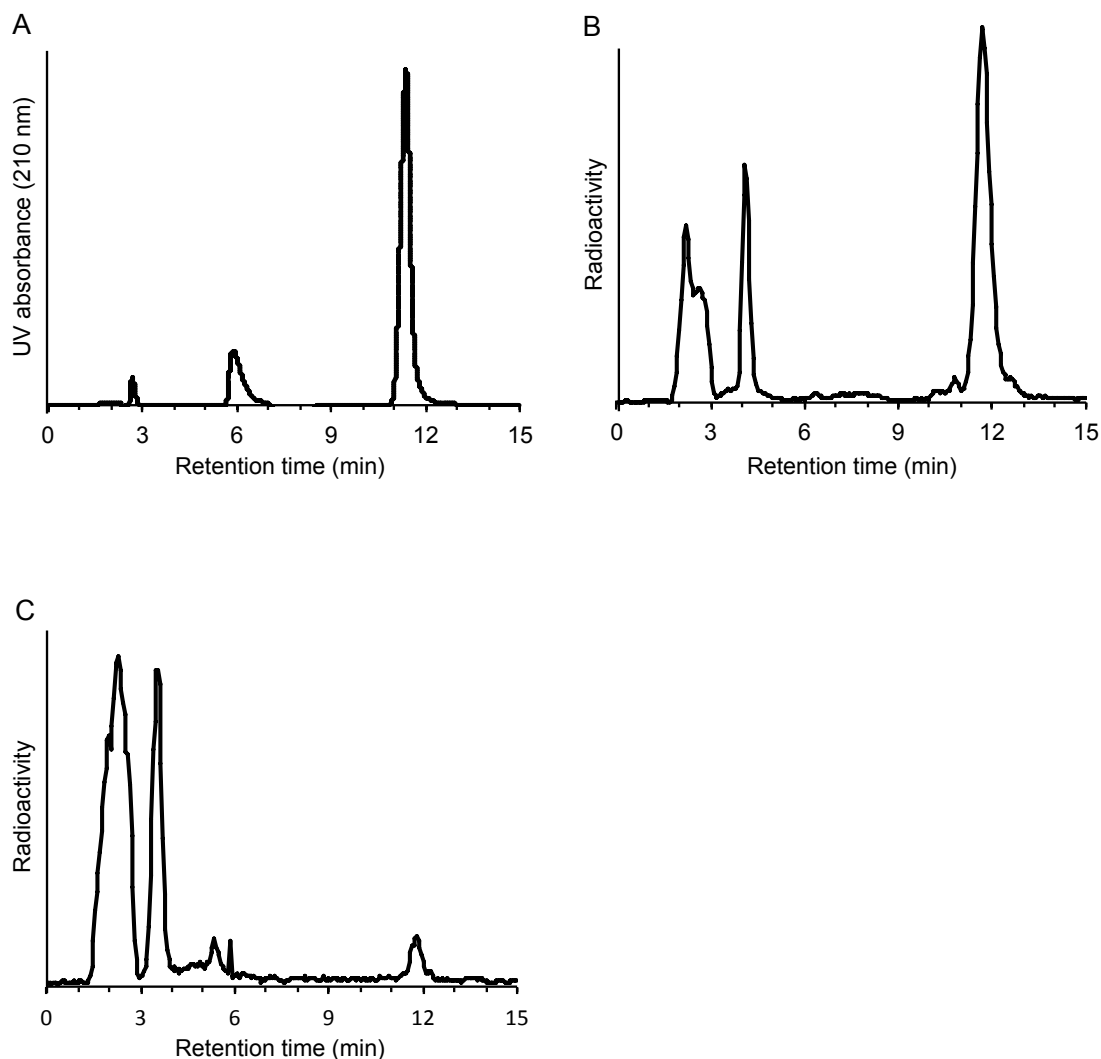 A
UV absorbance (210 nm)
0 3 6 9 12 15
Retention time (min)
B
Radioactivity
0 3 6 9 12 15
Retention time (min)
C
Radioactivity
0 3 6 9 12 15
Retention time (min)